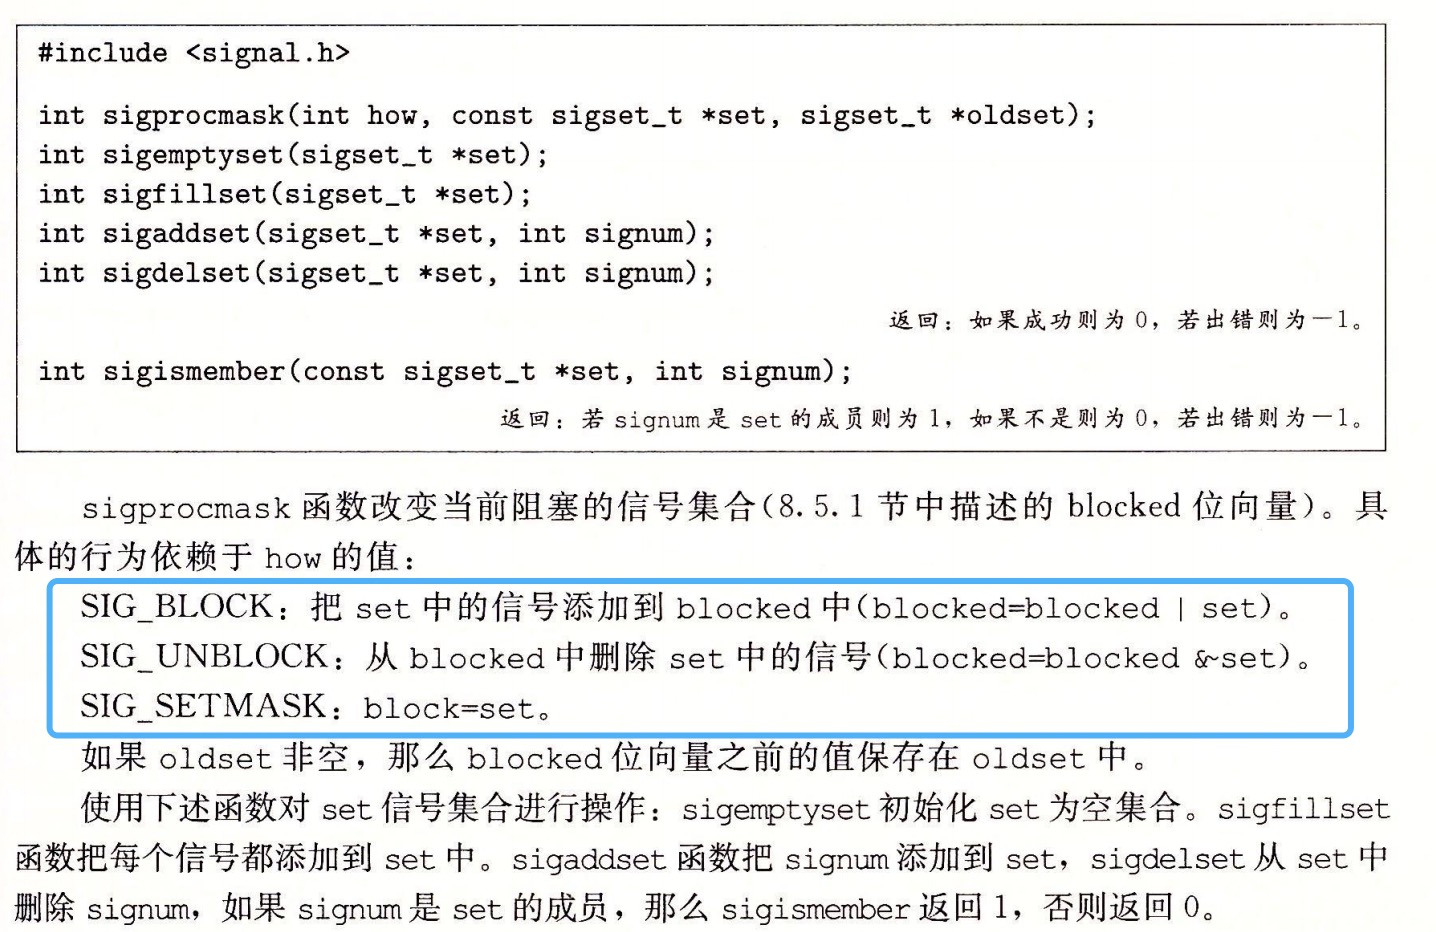 #include <signal.h>
int sigprocmask(int how, const sigset_t *set, sigset_t *oldset);
int sigemptyset(sigset_t *set);
int sigfillset(sigset_t *set);
int sigaddset(sigset_t *set, int signum);
int sigdelset(sigset_t *set, int signum);
返回：如果成功则为 0，若出错则为－1。
int sigismember(const sigset_t *set, int signum);
返回：若 signum 是 set 的成员则为 1，如果不是则为 0，若出错则为－1。
sigprocmask 函数改变当前阻塞的信号集合(8.5.1 节中描述的 blocked 位向量)。具
体的行为依赖于 how 的值：
SIG_BLOCK：把 set 中的信号添加到 blocked 中(blocked=blocked | set)。
SIG_UNBLOCK：从 blocked 中删除 set 中的信号(blocked=blocked &~set)。
SIG_SETMASK：block=set。
如果 oldset 非空，那么 blocked 位向量之前的值保存在 oldset 中。
使用下述函数对 set 信号集合进行操作：sigemptyset 初始化 set 为空集合。sigfillset
函数把每个信号都添加到 set 中。sigaddset 函数把 signum 添加到 set，sigdelset 从 set 中
删除 signum，如果 signum 是 set 的成员，那么 sigismember 返回 1，否则返回 0。